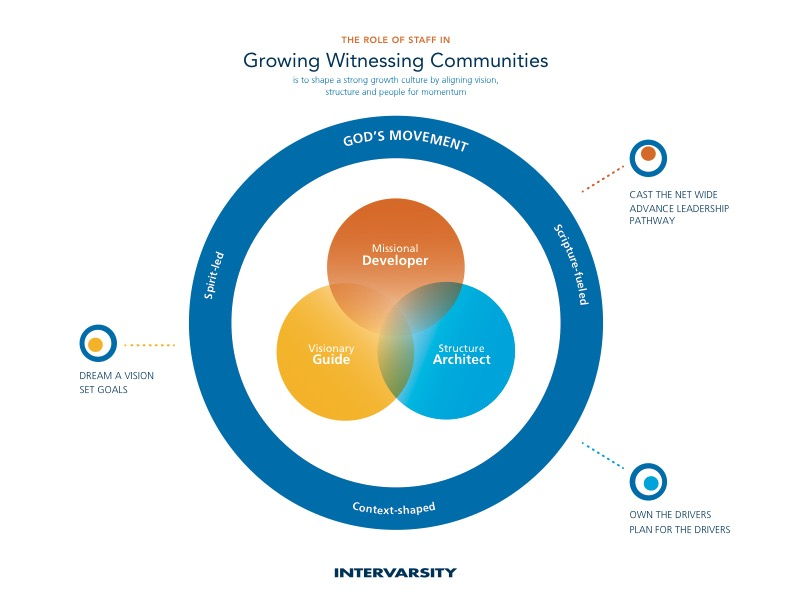 THE ROLE OF STAFF IN
Growing Witnessing Communities
is to shape a strong growth culture by aligning vision,
structure and people for momentum
GOD'S MOVEMENT
Spirit-led
Scripture-fueled
Context-shaped
Missional
Developer
Visionary
Guide
Structure
Architect
CAST THE NET WIDE
ADVANCE LEADERSHIP
PATHWAY
DREAM A VISION
SET GOALS
OWN THE DRIVERS
PLAN FOR THE DRIVERS
INTERVARSITY